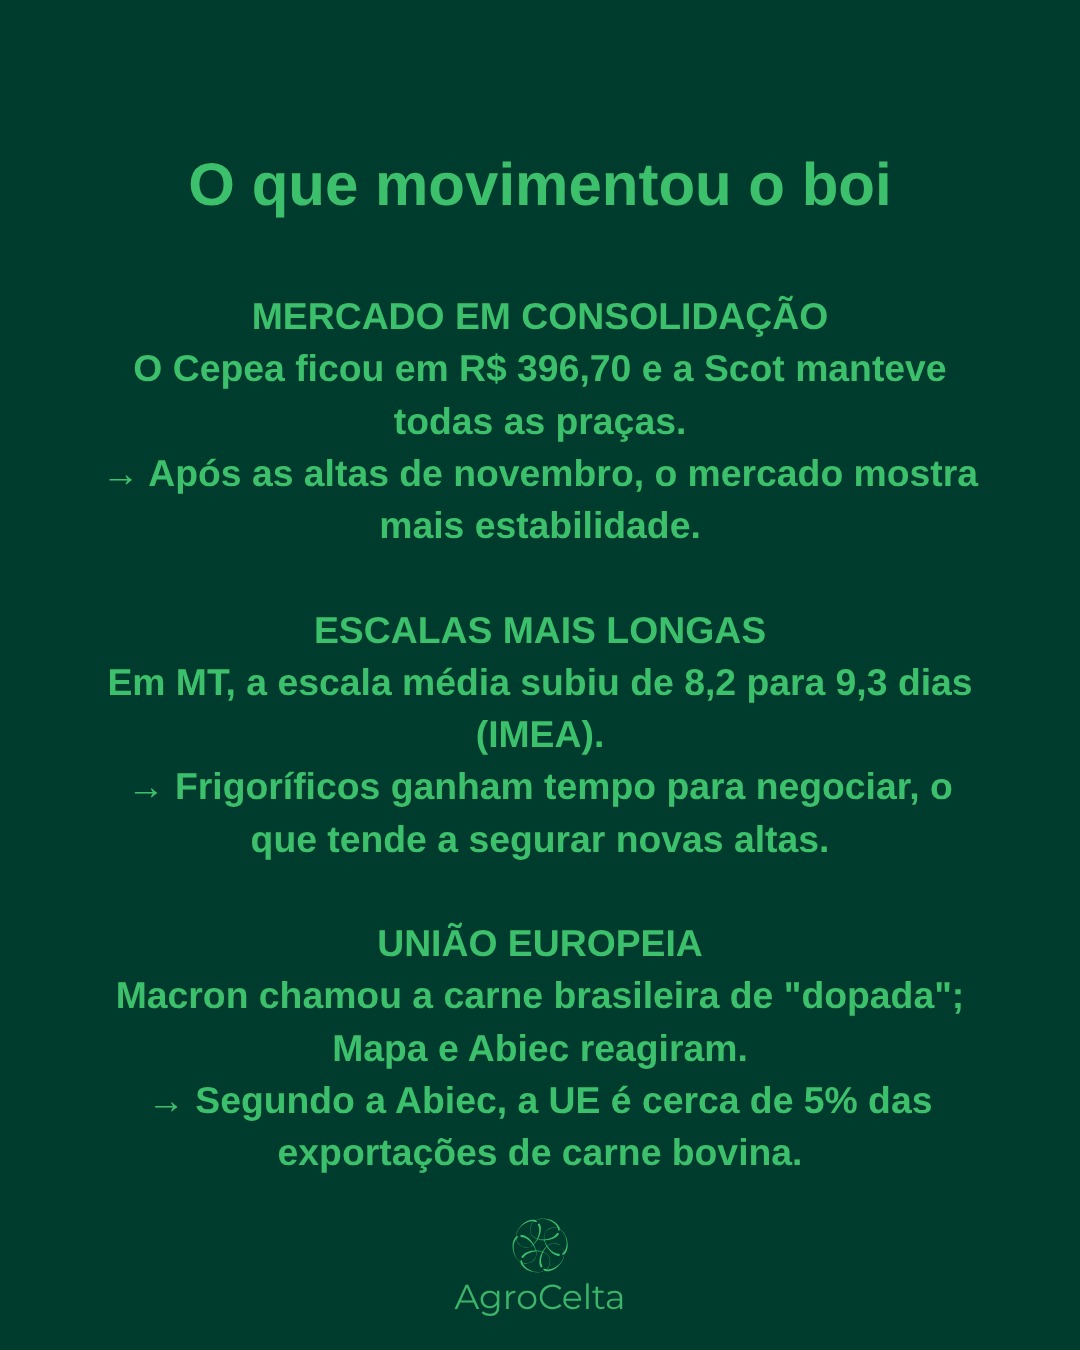 O que movimentou o boi
MERCADO EM CONSOLIDAÇÃO
O Cepea ficou em R$ 396,70 e a Scot manteve
todas as praças.
→ Após as altas de novembro, o mercado mostra
mais estabilidade.
ESCALAS MAIS LONGAS
Em MT, a escala média subiu de 8,2 para 9,3 dias
(IMEA).
→ Frigoríficos ganham tempo para negociar, o
que tende a segurar novas altas.
UNIÃO EUROPEIA
Macron chamou a carne brasileira de "dopada";
Mapa e Abiec reagiram.
→ Segundo a Abiec, a UE é cerca de 5% das
exportações de carne bovina.
AgroCelta